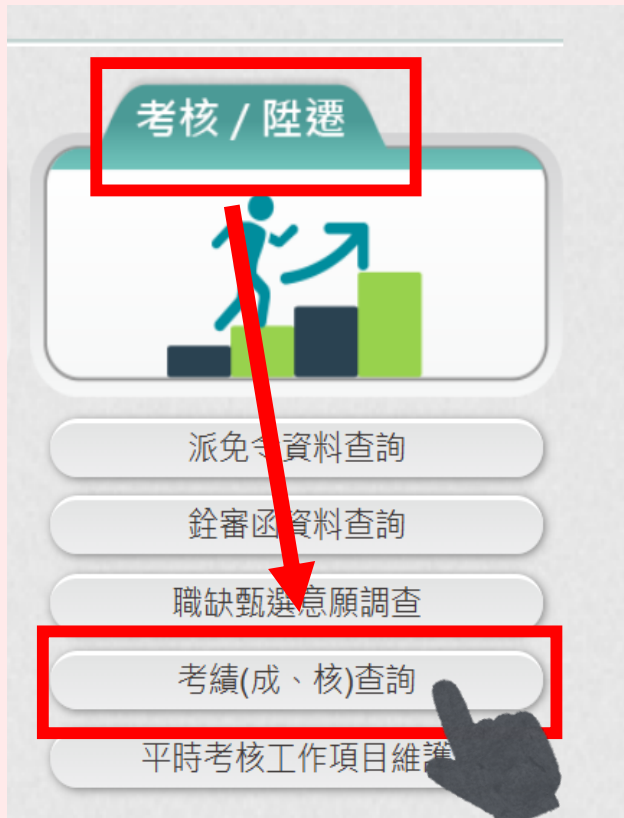 考核 / 陞遷
派免令資料查詢
銓審函資料查詢
職缺甄選意願調查
考績(成、核)查詢
平時考核工作項目維護